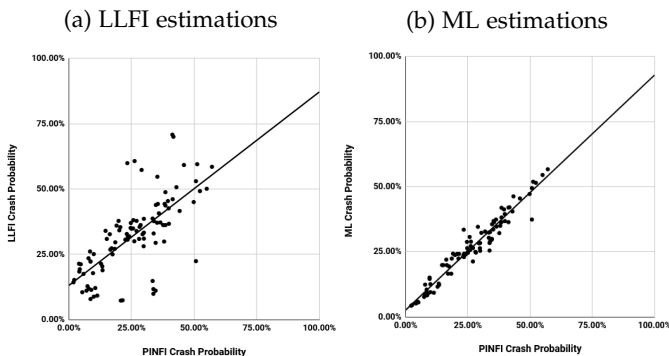 (a) LLFI estimations
LLFI Crash Probability
100.00%
75.00%
50.00%
25.00%
0.00%
0.00% 25.00% 50.00% 75.00% 100.00%
PINFI Crash Probability
(b) ML estimations
ML Crash Probability
100.00%
75.00%
50.00%
25.00%
0.00%
0.00% 25.00% 50.00% 75.00% 100.00%
PINFI Crash Probability